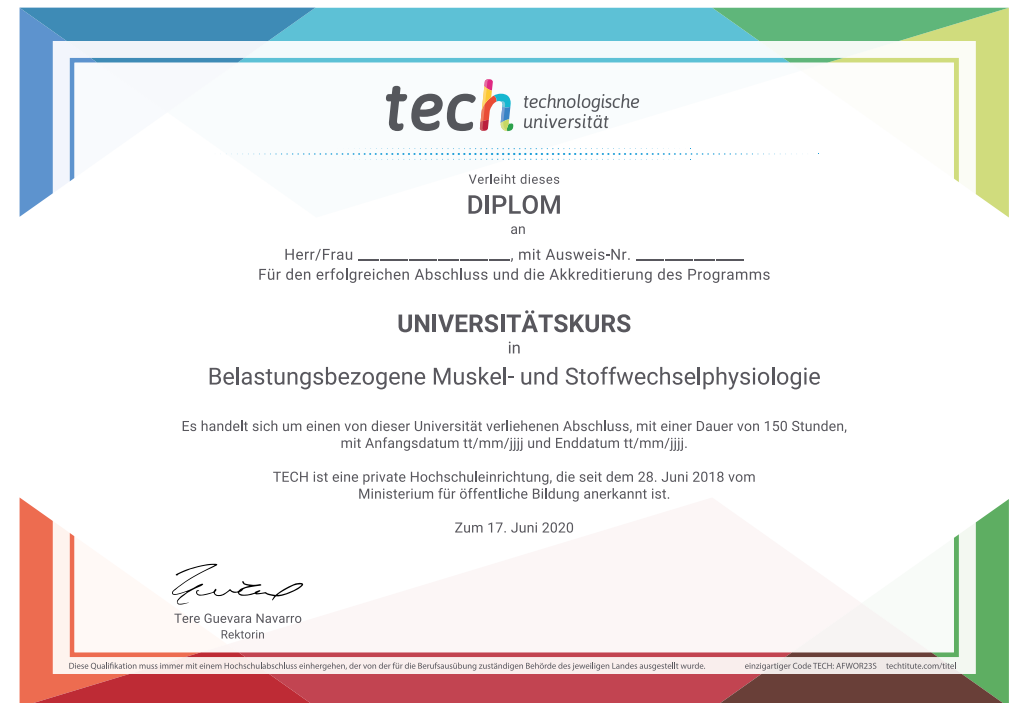 tech technologische
universität
Verleiht dieses
DIPLOM
an
Herr/Frau ____________________, mit Ausweis-Nr. ______________
Für den erfolgreichen Abschluss und die Akkreditierung des Programms
UNIVERSITÄTSKURS
in
Belastungsbezogene Muskel- und Stoffwechselphysiologie
Es handelt sich um einen von dieser Universität verliehenen Abschluss, mit einer Dauer von 150 Stunden,
mit Anfangsdatum tt/mm/jjjj und Enddatum tt/mm/jjjj.
TECH ist eine private Hochschuleinrichtung, die seit dem 28. Juni 2018 vom
Ministerium für öffentliche Bildung anerkannt ist.
Zum 17. Juni 2020
Tere Guevara Navarro
Rektorin
Diese Qualifikation muss immer mit einem Hochschulabschluss einhergehen, der von der für die Berufsausübung zuständigen Behörde des jeweiligen Landes ausgestellt wurde. einzigartiger Code TECH: AFWOR23S techtitute.com/titel